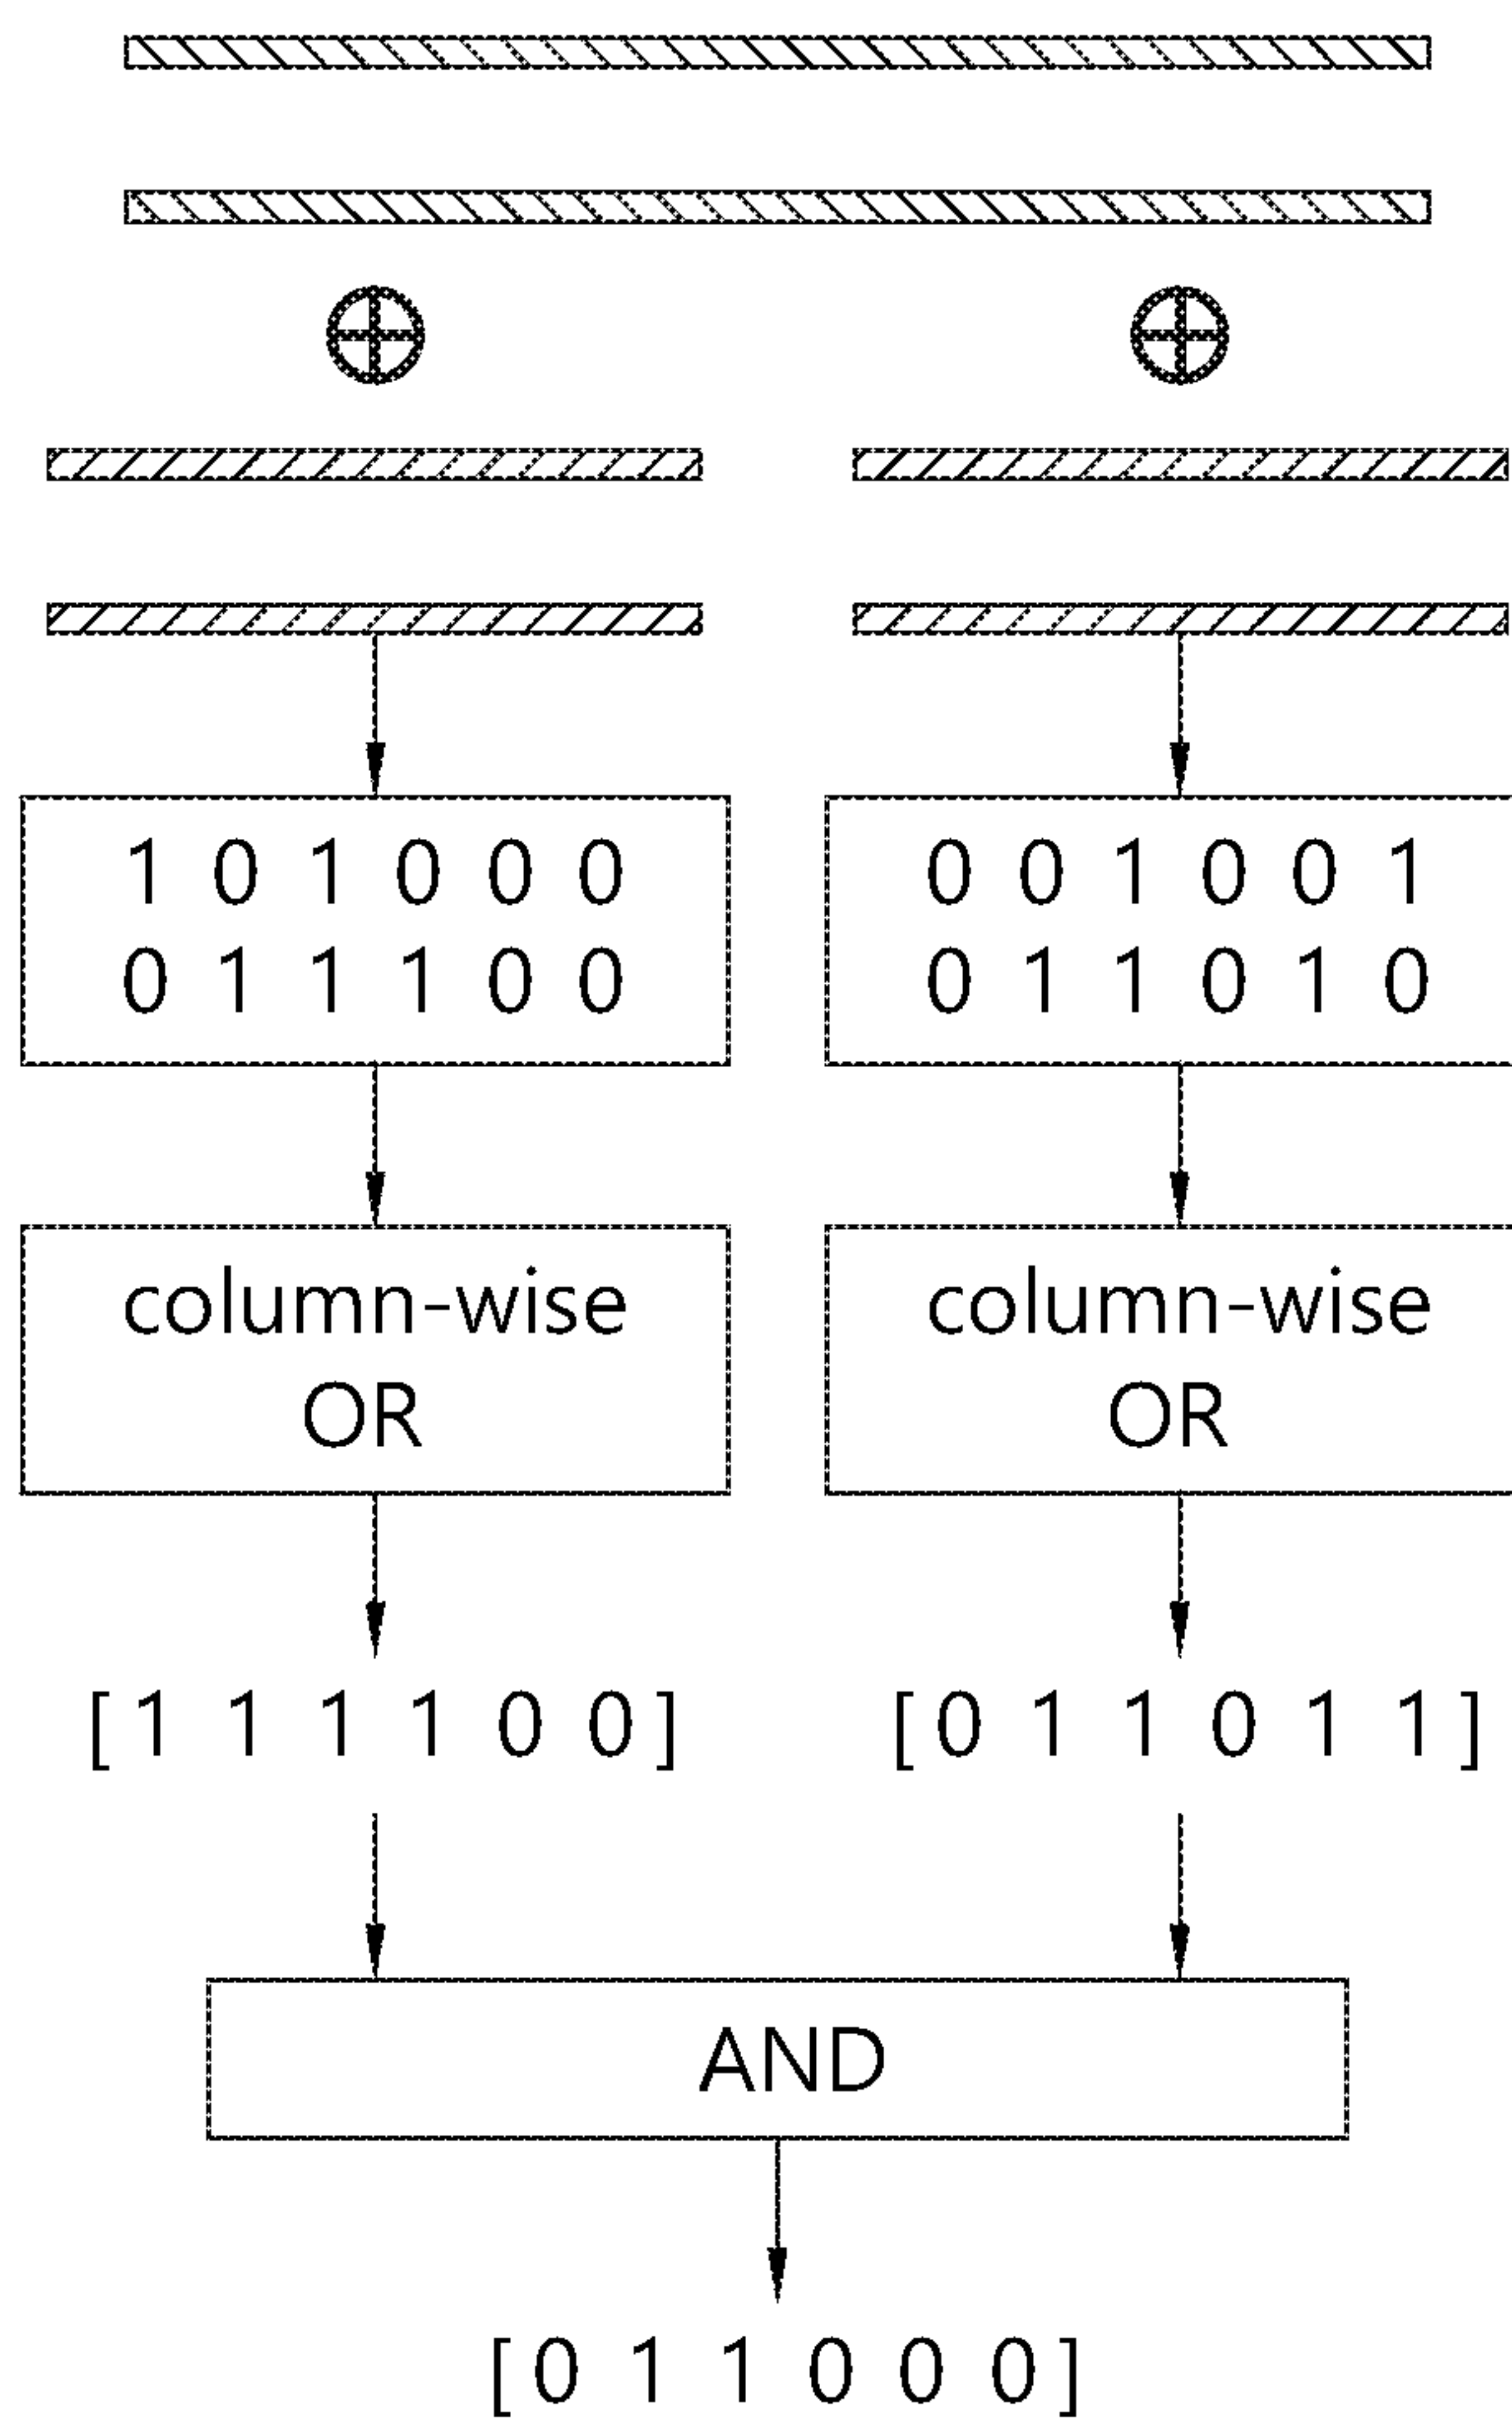 1 0 1 0 0 0
0 1 1 1 0 0
0 0 1 0 0 1
0 1 1 0 1 0
column-wise
OR
column-wise
OR
[1 1 1 1 0 0]
[0 1 1 0 1 1]
AND
[0 1 1 0 0 0]